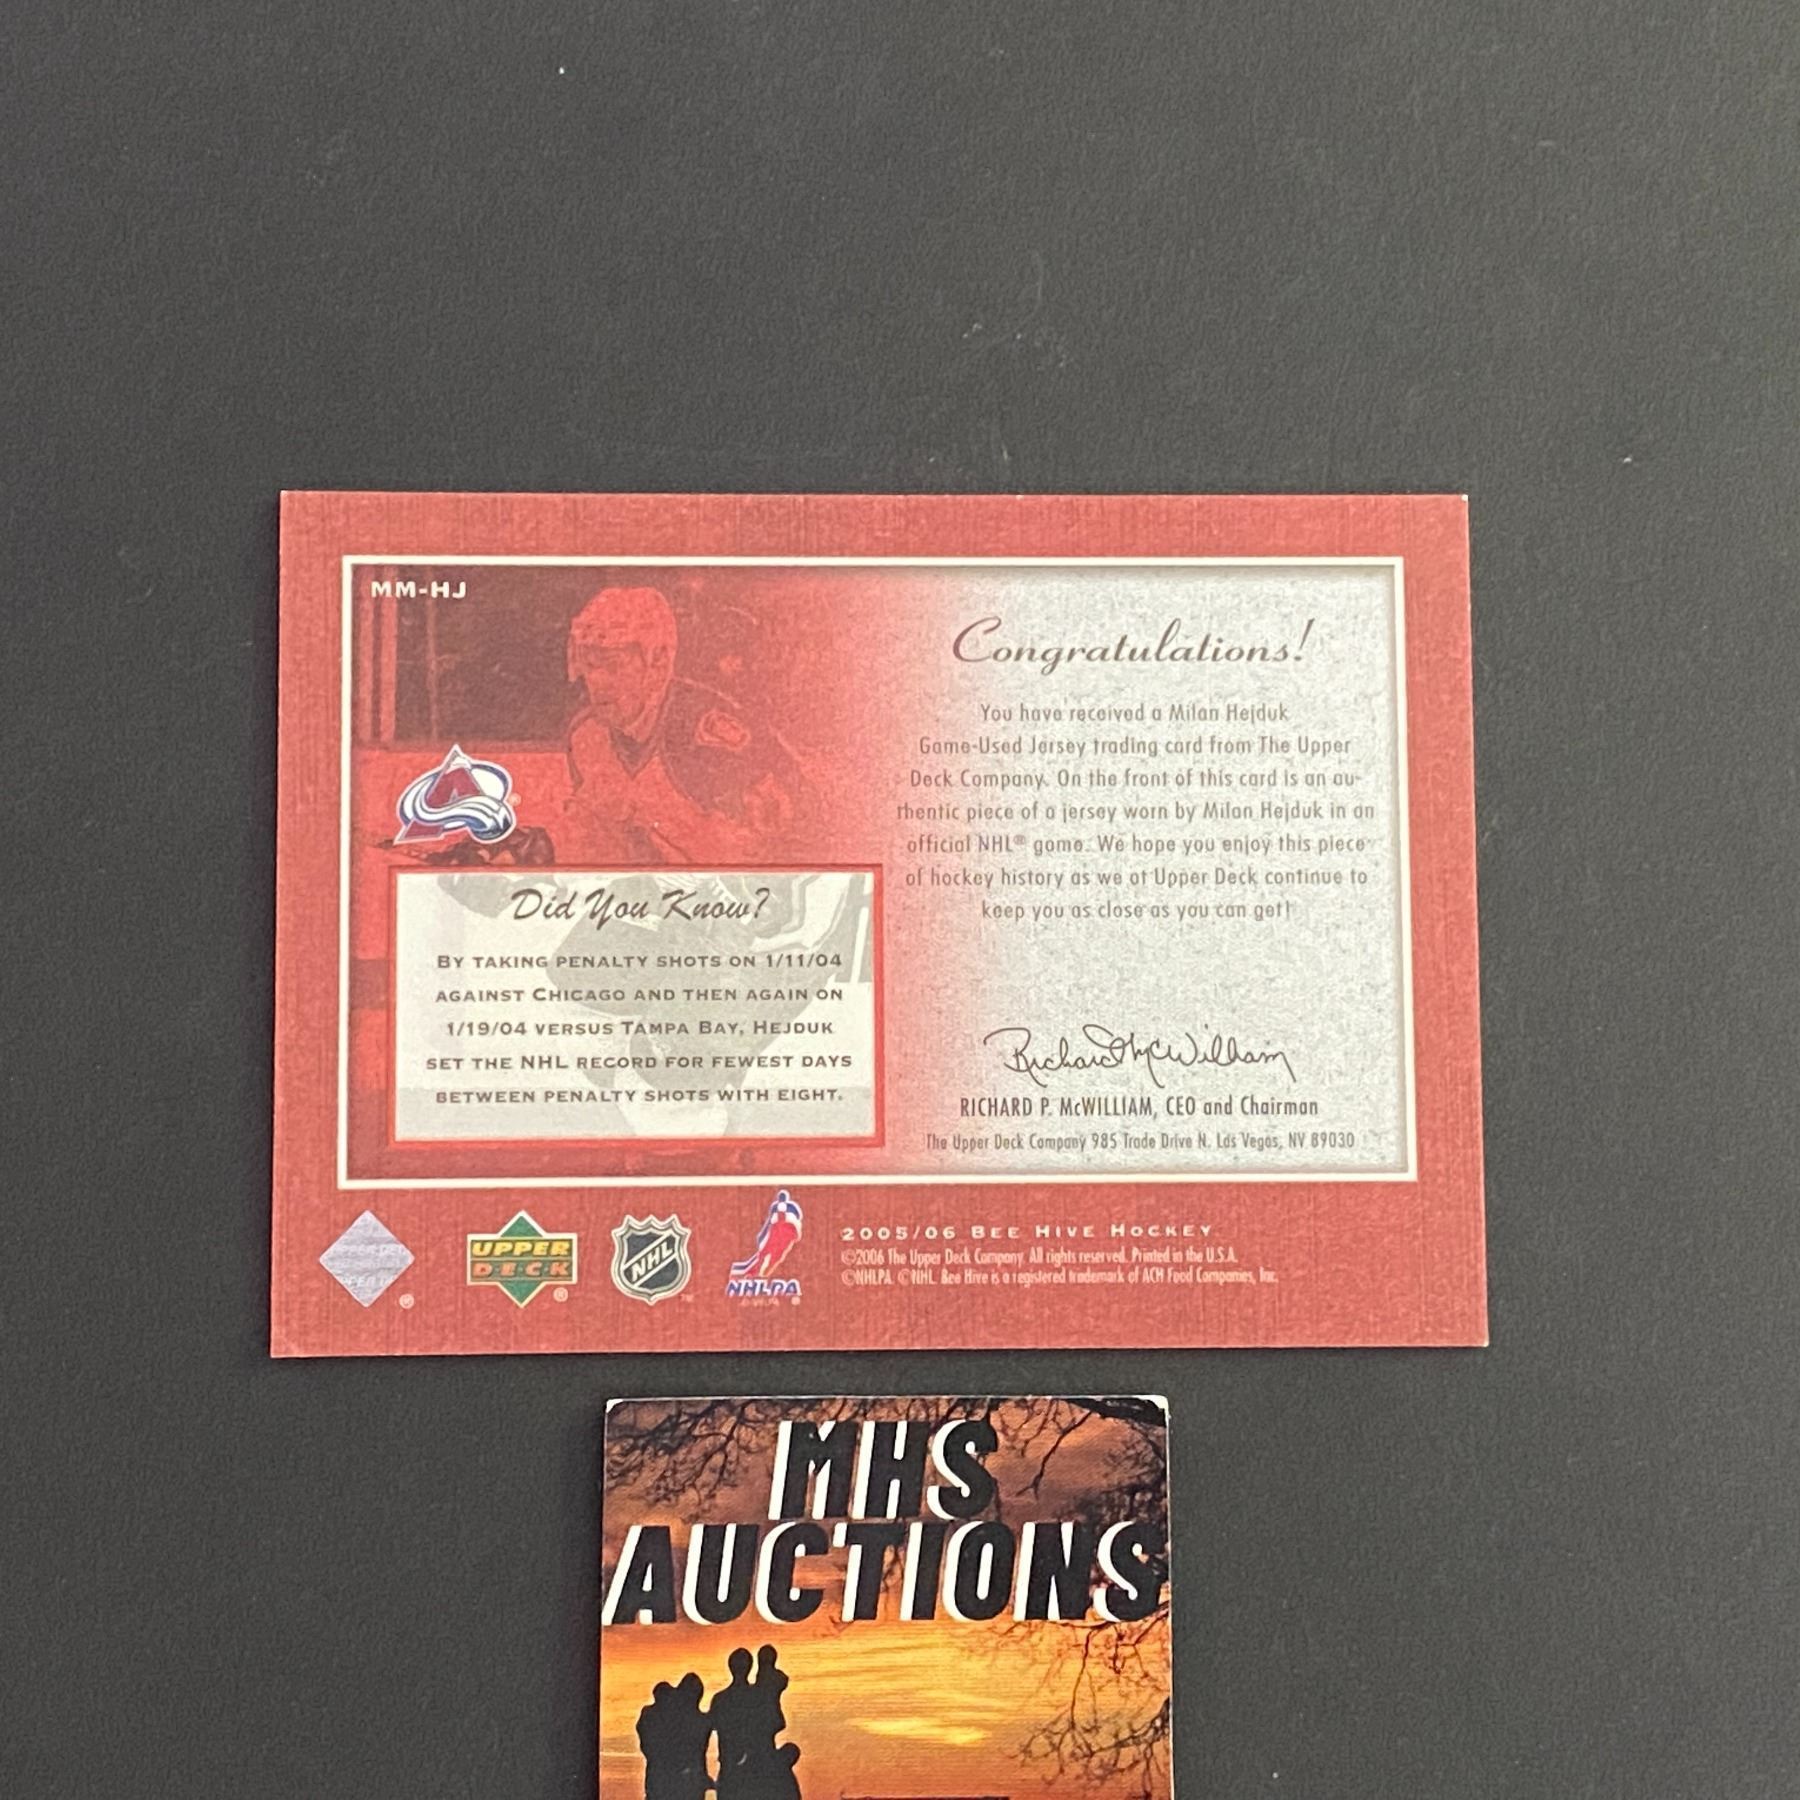 MM-HJ
Congratulations!
You have received a Milan Hejduk
Game-Used Jersey trading card from The Upper
Deck Company. On the front of this card is an au-
thentic piece of a jersey worn by Milan Hejduk in an
official NHL® game. We hope you enjoy this piece
of hockey history as we at Upper Deck continue to
keep you as close as you can get!
Richard McWilliam
RICHARD P. McWILLIAM, CEO and Chairman
The Upper Deck Company 985 Trade Drive N. Las Vegas, NV 89030
Did You Know?
BY TAKING PENALTY SHOTS ON 1/11/04
AGAINST CHICAGO AND THEN AGAIN ON
1/19/04 VERSUS TAMPA BAY, HEJDUK
SET THE NHL RECORD FOR FEWEST DAYS
BETWEEN PENALTY SHOTS WITH EIGHT.
UPPER
DECK
NHL
NHLPA
2005/06 BEE HIVE HOCKEY
©2006 The Upper Deck Company. All rights reserved. Printed in the U.S.A.
©NHLPA. ©NHL. Bee Hive is a registered trademark of ACH Food Companies, Inc.
MHS
AUCTIONS